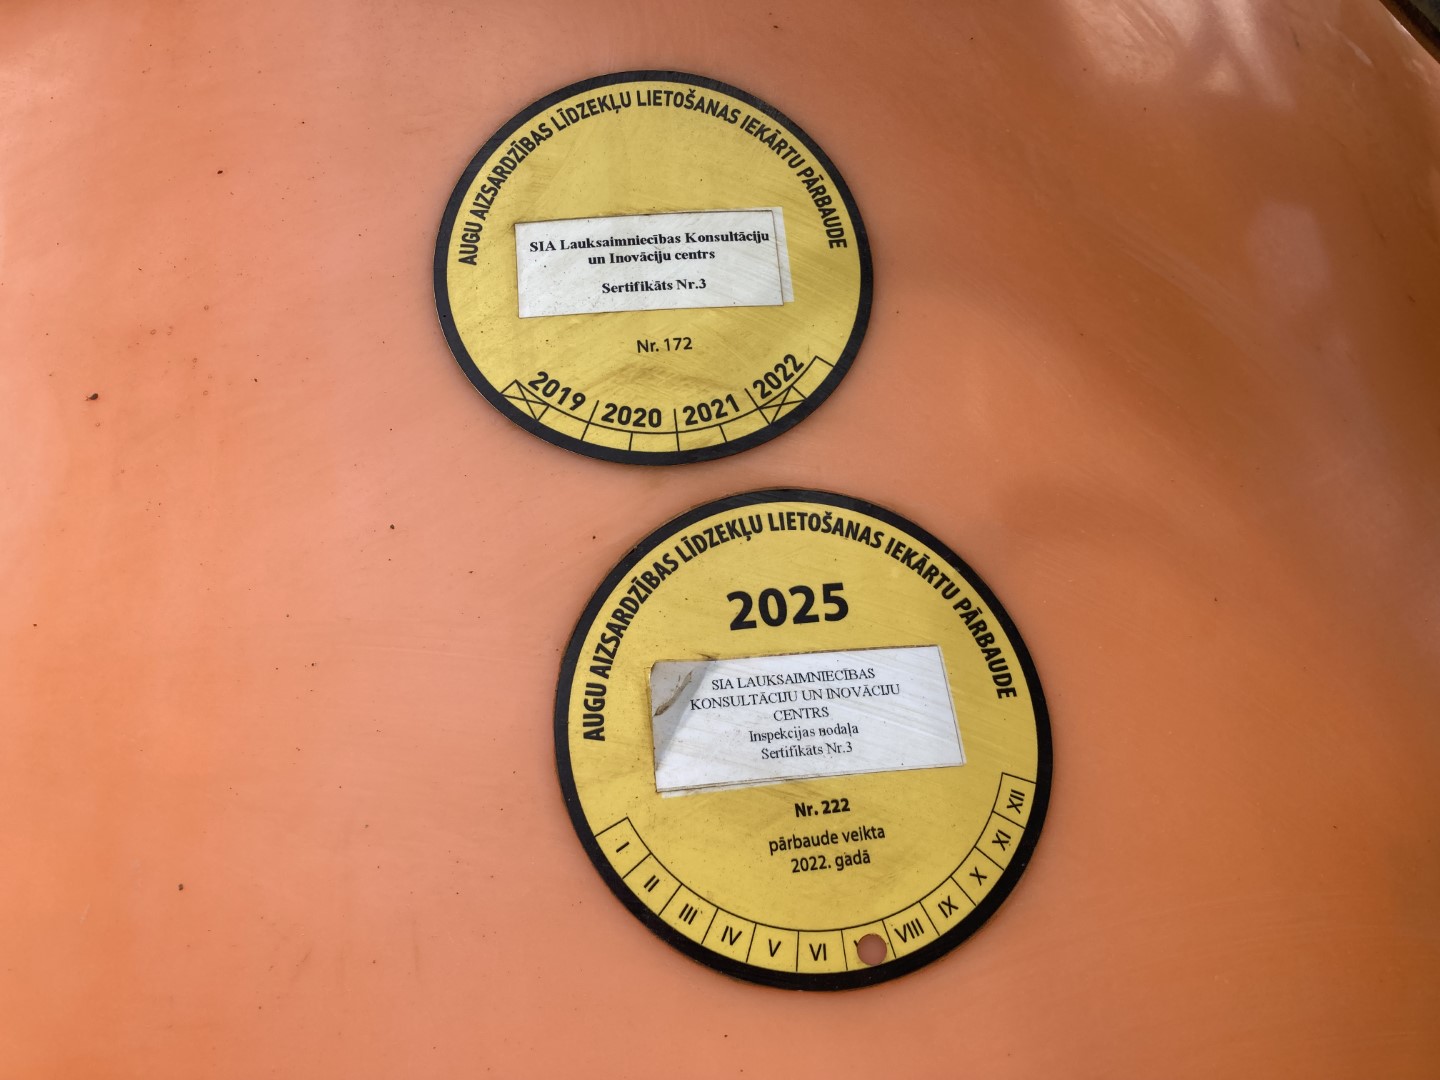 AUGU AIZSARDZĪBAS LĪDZEKĻU LIETOŠANAS IEKĀRTU PĀRBAUDE
SIA Lauksaimniecības Konsultāciju
un Inovāciju centrs
Sertifikāts Nr.3
Nr. 172
2019 2020 2021 2022
AUGU AIZSARDZĪBAS LĪDZEKĻU LIETOŠANAS IEKĀRTU PĀRBAUDE
2025
SIA LAUKSAIMNIECĪBAS
KONSULTĀCIJU UN INOVĀCIJU
CENTRS
Inspekcijas nodaļa
Sertifikāts Nr.3
Nr. 222
pārbaude veikta
2022. gadā
I II III IV V VI VIII IX X XI XII